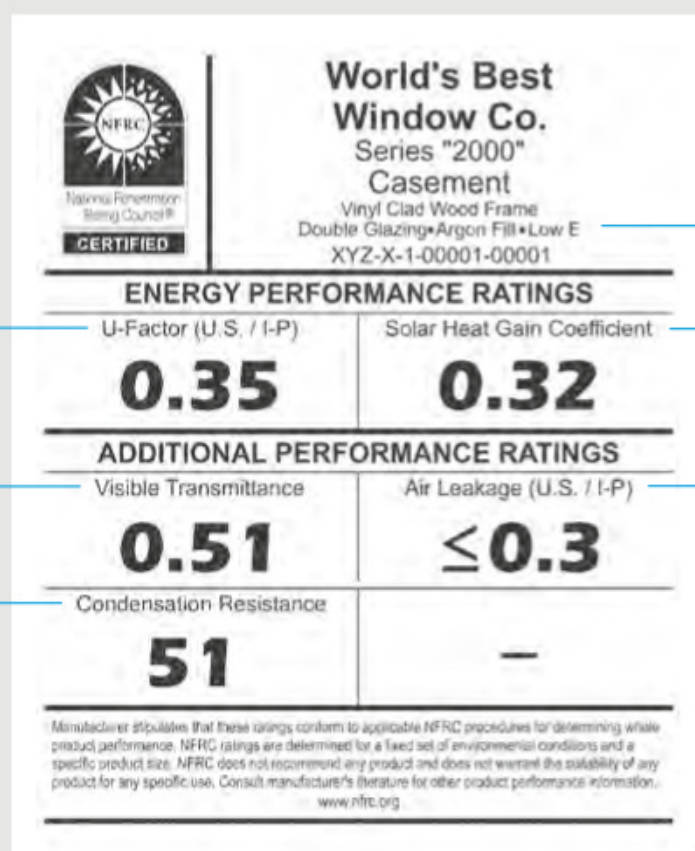 NFRC
National Fenestration
Rating Council®
CERTIFIED
World's Best
Window Co.
Series "2000"
Casement
Vinyl Clad Wood Frame
Double Glazing•Argon Fill•Low E
XYZ-X-1-00001-00001
ENERGY PERFORMANCE RATINGS
U-Factor (U.S. / I-P)
0.35
Solar Heat Gain Coefficient
0.32
ADDITIONAL PERFORMANCE RATINGS
Visible Transmittance
0.51
Air Leakage (U.S. / I-P)
≤0.3
Condensation Resistance
51
–
Manufacturer stipulates that these ratings conform to applicable NFRC procedures for determining whole
product performance. NFRC ratings are determined for a fixed set of environmental conditions and a
specific product size. NFRC does not recommend any product and does not warrant the suitability of any
product for any specific use. Consult manufacturer's literature for other product performance information.
www.nfrc.org